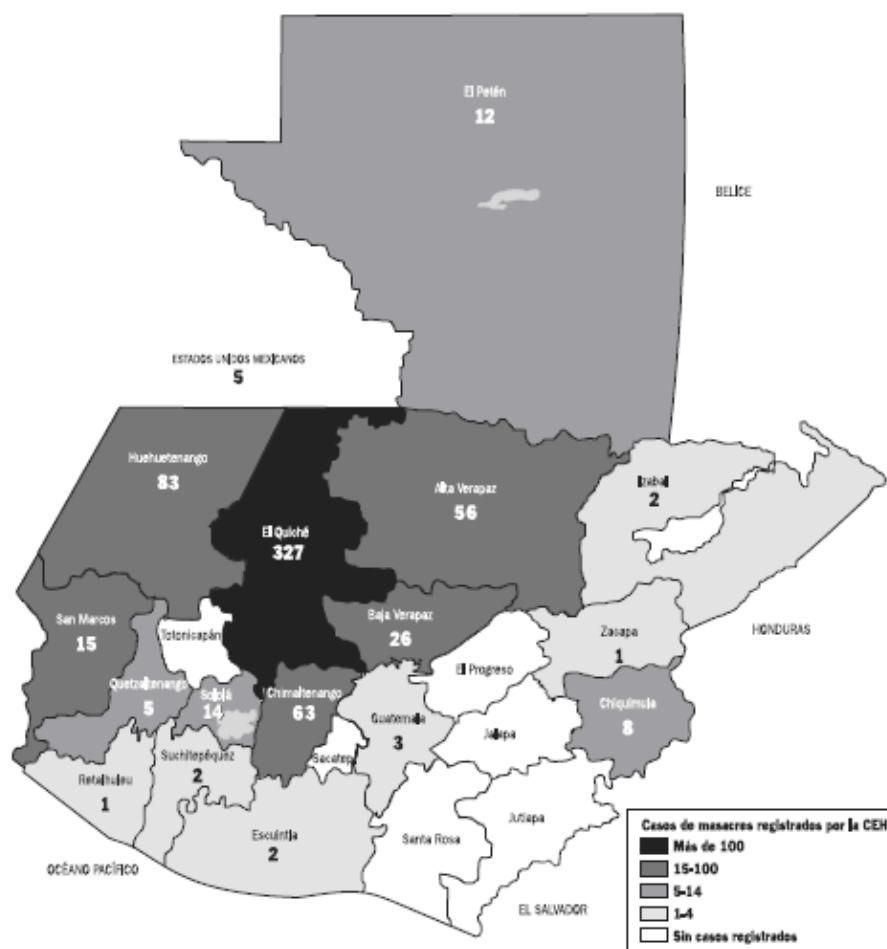 El Petén
12
BELÍCE
ESTADOS UNIDOS MEXICANOS
5
Huehuetenango
83
El Quiché
327
Alta Verapaz
56
Izabal
2
San Marcos
15
Totonicapán
Baja Verapaz
26
Zacapa
1
HONDURAS
El Progreso
Quetzaltenango
5
Sololá
14
Chimaltenango
63
Guatemala
3
Jalapa
Chiquimula
8
Sacatep.
Suchitepéquez
2
Retalhuleu
1
Escuintla
2
Santa Rosa
Jutiapa
OCÉANO PACÍFICO
EL SALVADOR
Casos de masacres registrados por la CEH
Más de 100
15-100
5-14
1-4
Sin casos registrados